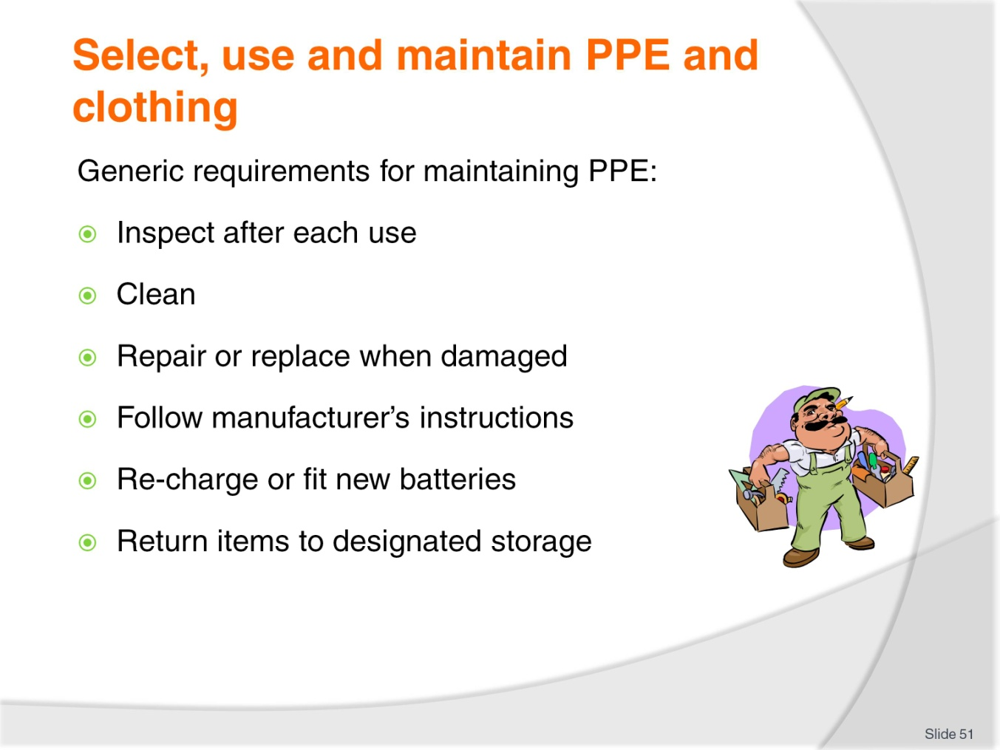 Select, use and maintain PPE and
clothing
Generic requirements for maintaining PPE:
Inspect after each use
Clean
Repair or replace when damaged
Follow manufacturer’s instructions
Re-charge or fit new batteries
Return items to designated storage
Slide 51